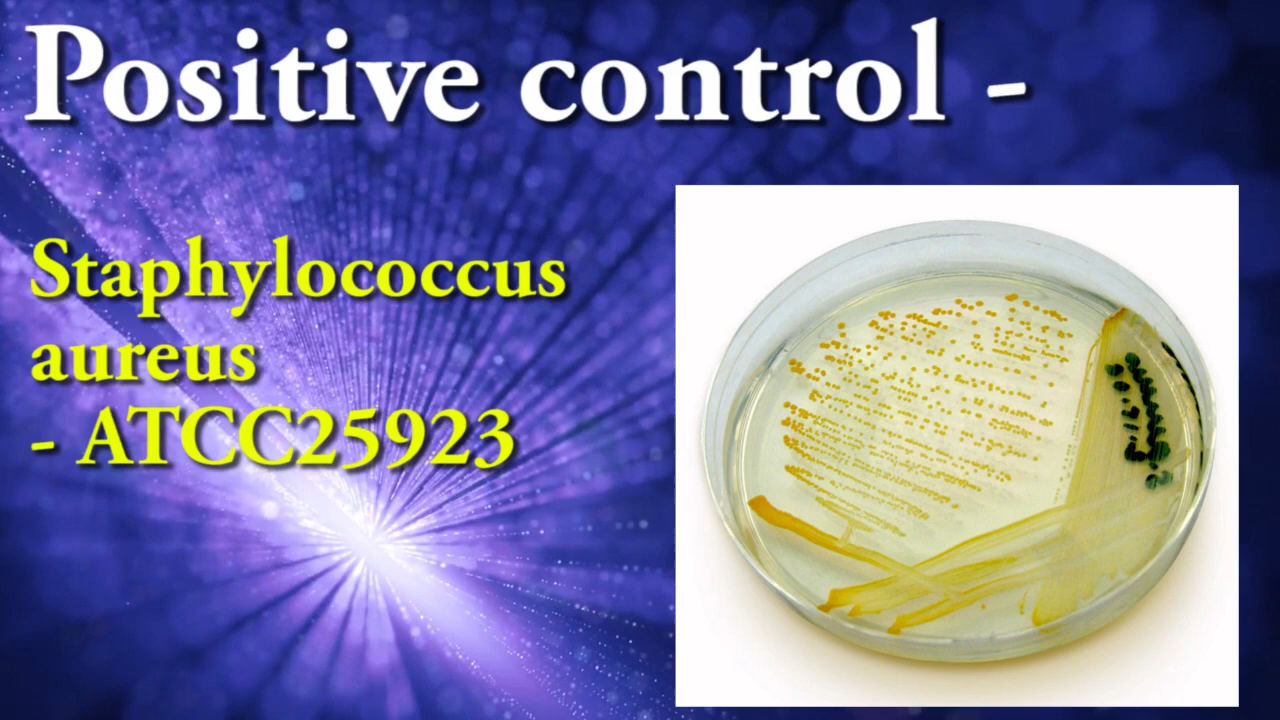 Positive control -
Staphylococcus
aureus
- ATCC25923